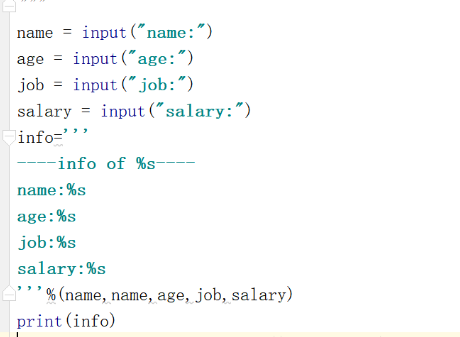 name = input("name:")
age = input("age:")
job = input("job:")
salary = input("salary:")
info='''
----info of %s----
name:%s
age:%s
job:%s
salary:%s
'''%(name,name,age,job,salary)
print(info)